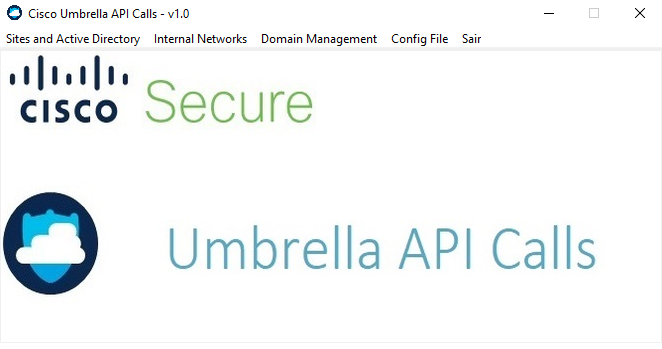 Cisco Umbrella API Calls - v1.0
Sites and Active Directory Internal Networks Domain Management Config File Sair
CISCO Secure
Umbrella API Calls